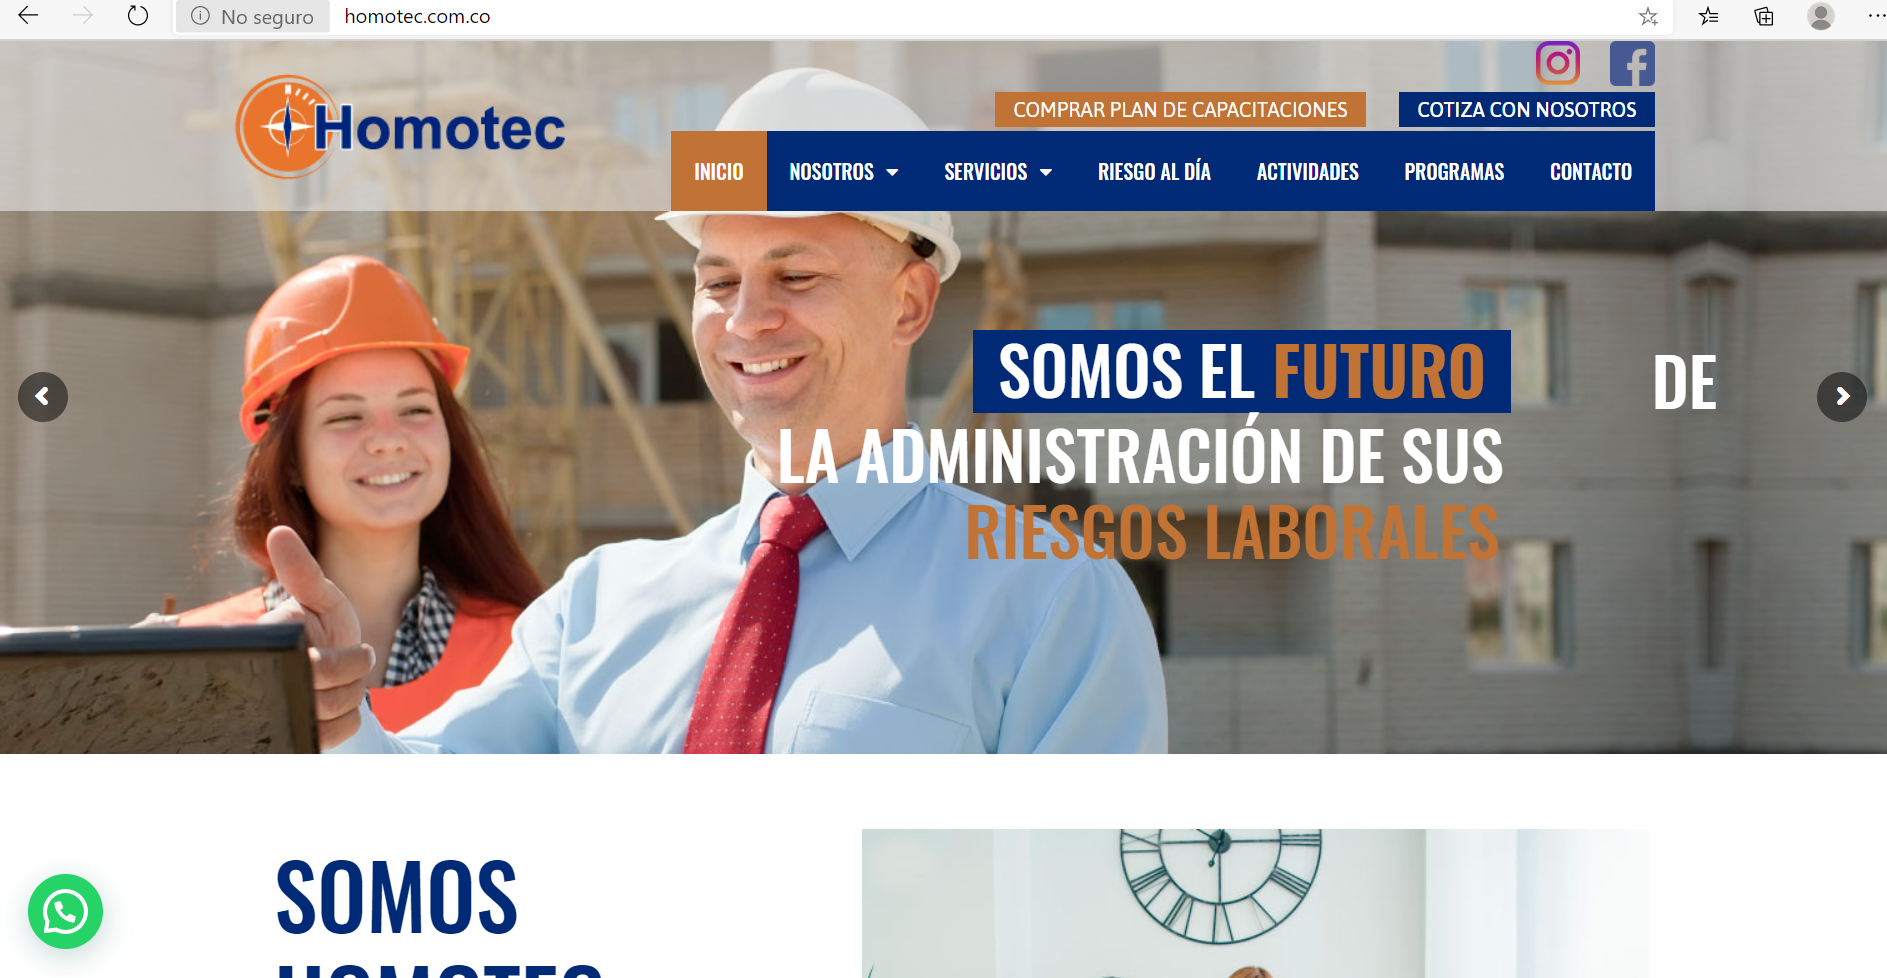 No seguro
homotec.com.co
Homotec
COMPRAR PLAN DE CAPACITACIONES
COTIZA CON NOSOTROS
INICIO
NOSOTROS
SERVICIOS
RIESGO AL DÍA
ACTIVIDADES
PROGRAMAS
CONTACTO
SOMOS EL FUTURO DE
LA ADMINISTRACIÓN DE SUS
RIESGOS LABORALES
SOMOS
HOMOTEC